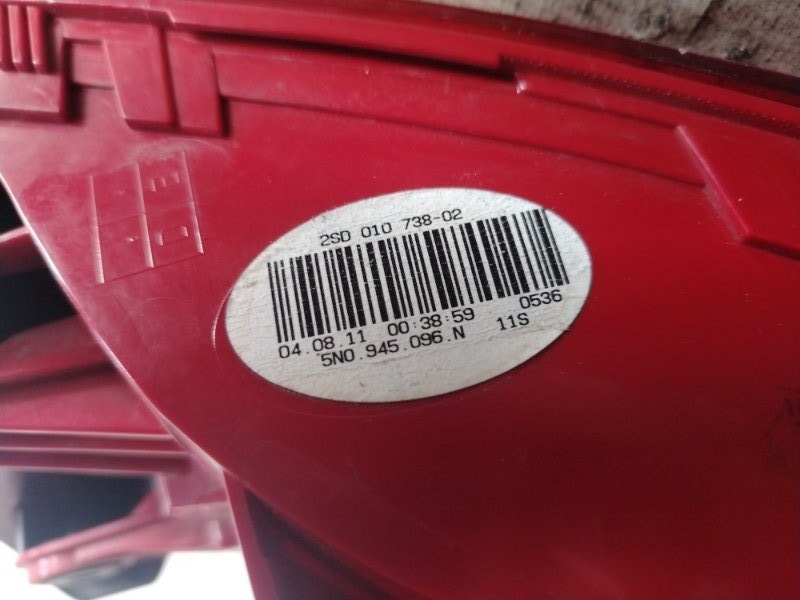 2SD 010 738-02
0536
04.08.11 00:38:59 11S
5N0.945.096.N